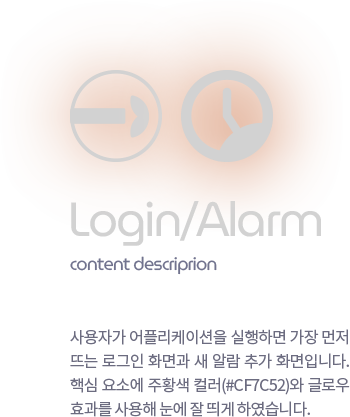 Login/Alarm
content descriprion
사용자가 어플리케이션을 실행하면 가장 먼저
뜨는 로그인 화면과 새 알람 추가 화면입니다.
핵심 요소에 주황색 컬러(#CF7C52)와 글로우
효과를 사용해 눈에 잘 띄게 하였습니다.